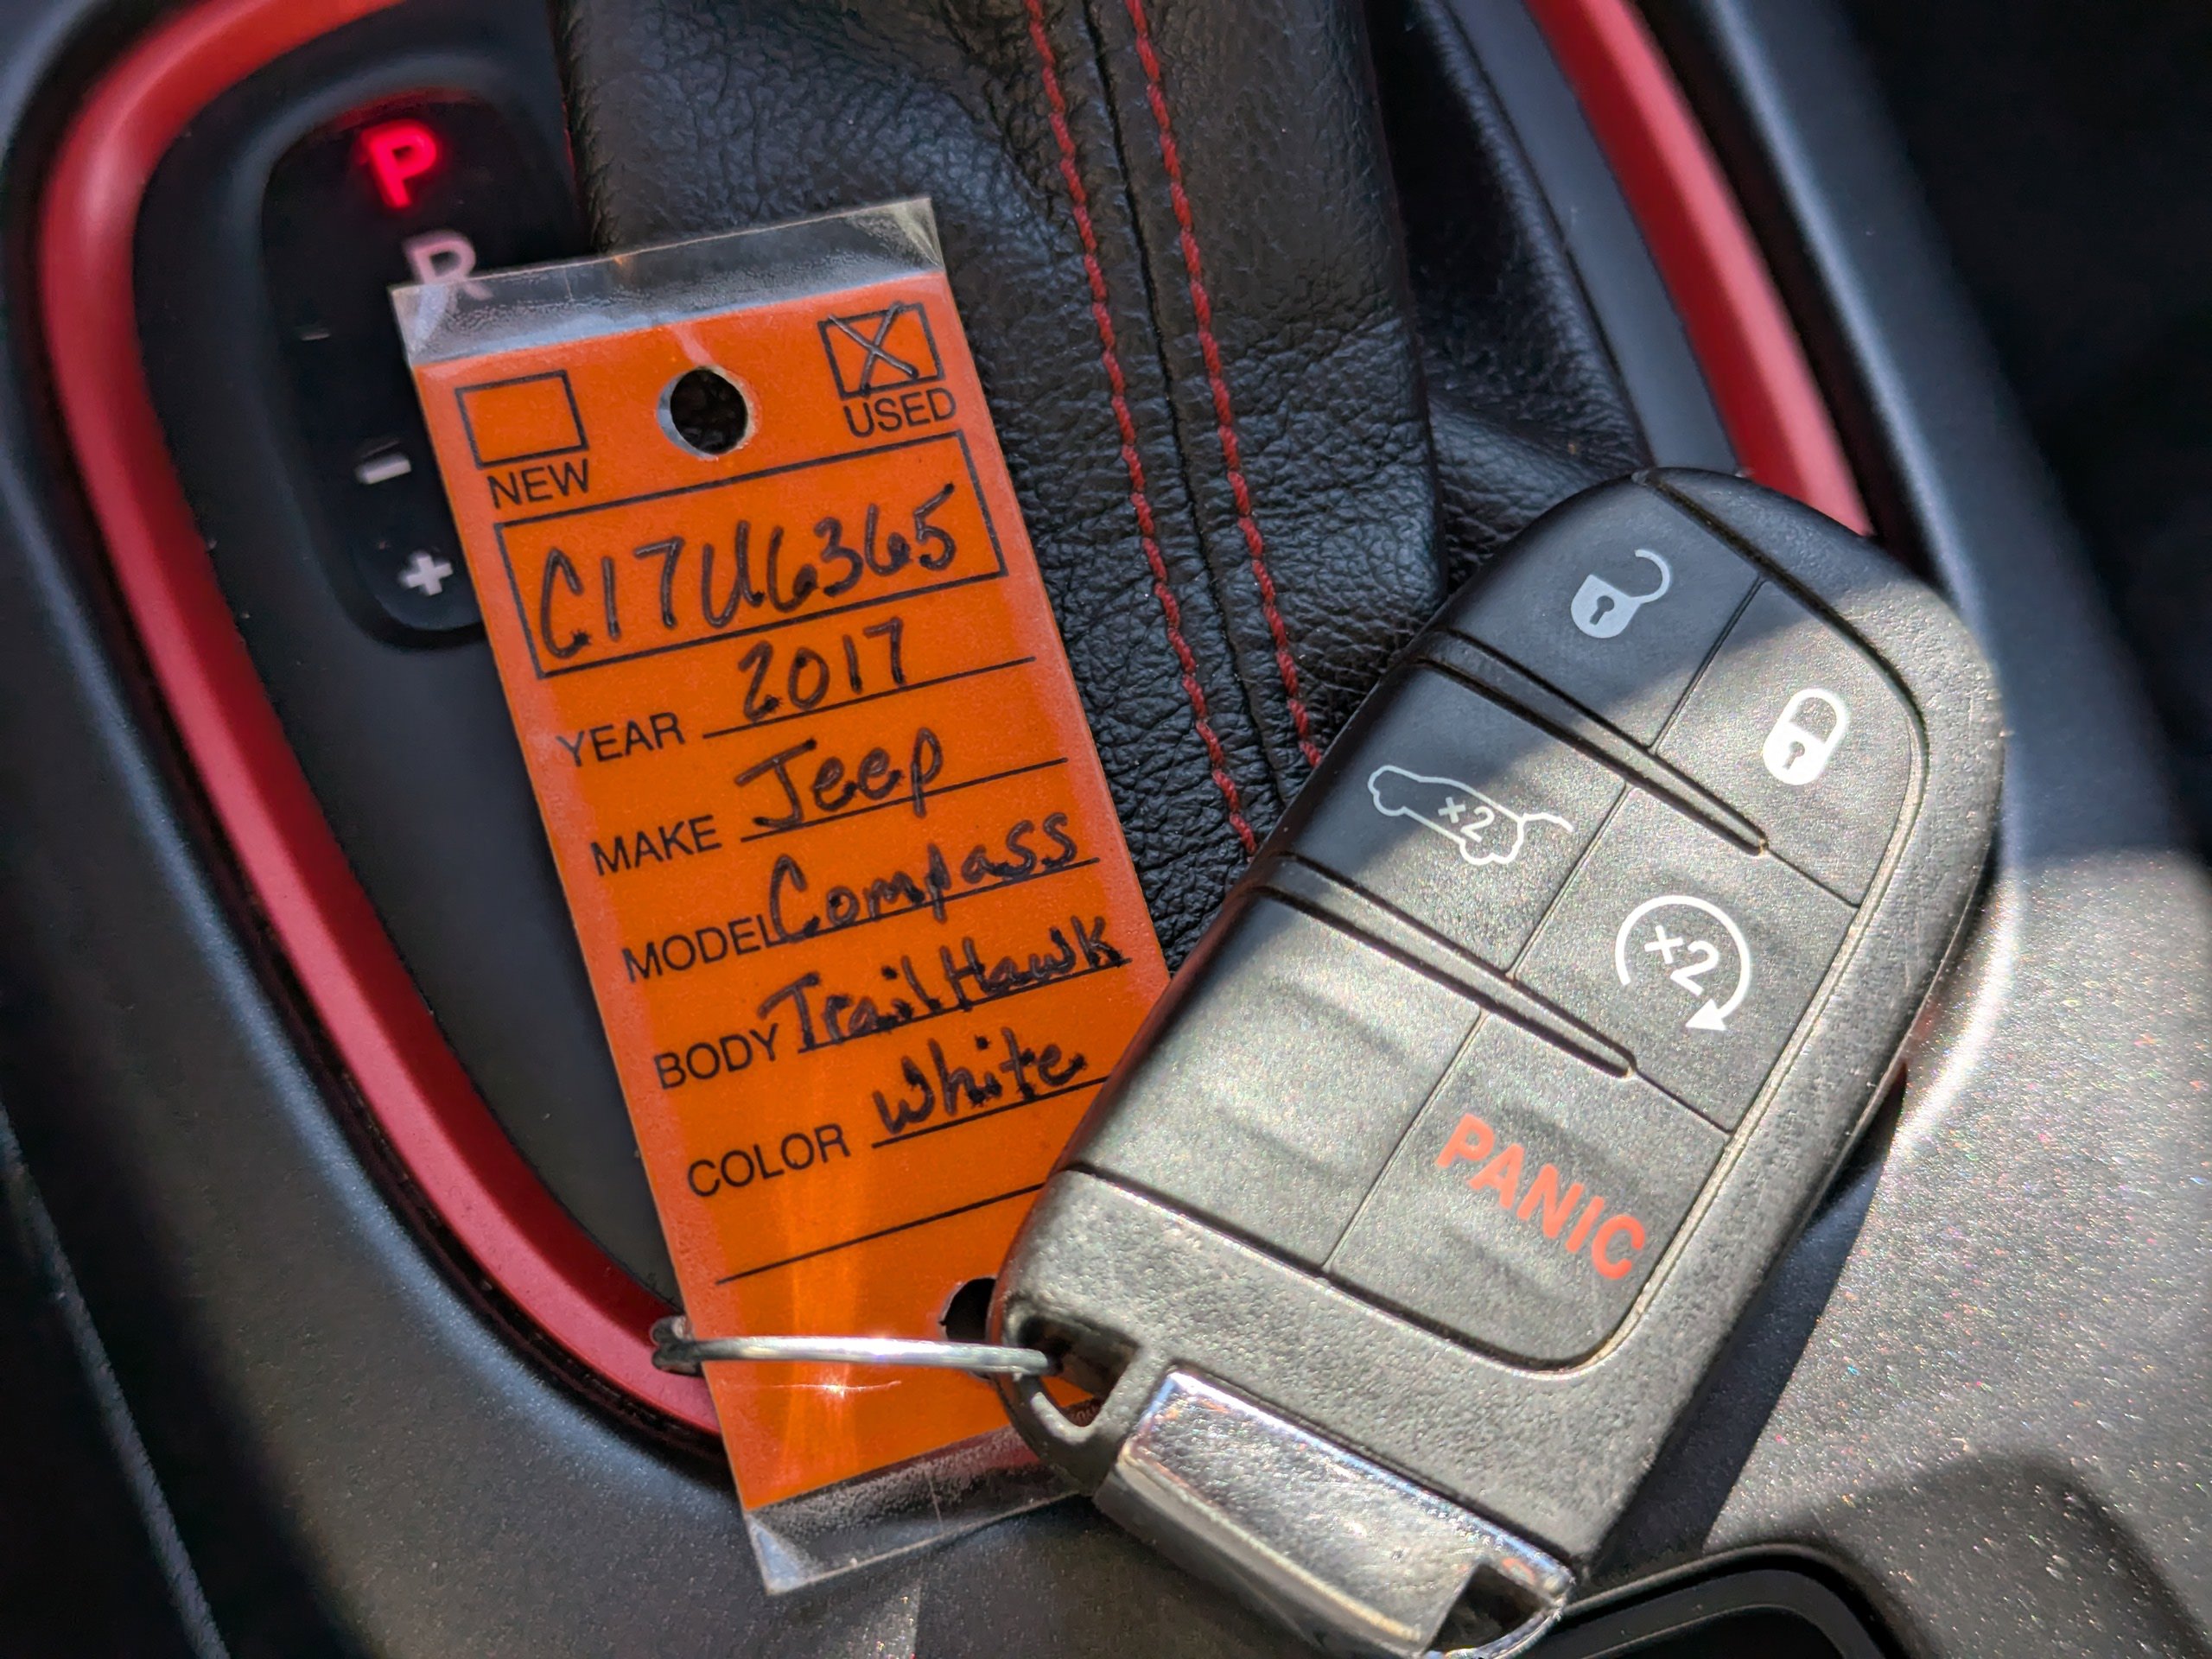 P
R
-
+
X
NEW USED
C17U6365
YEAR 2017
MAKE Jeep
MODEL Compass
BODY TrailHawk
COLOR White
x2
x2
PANIC